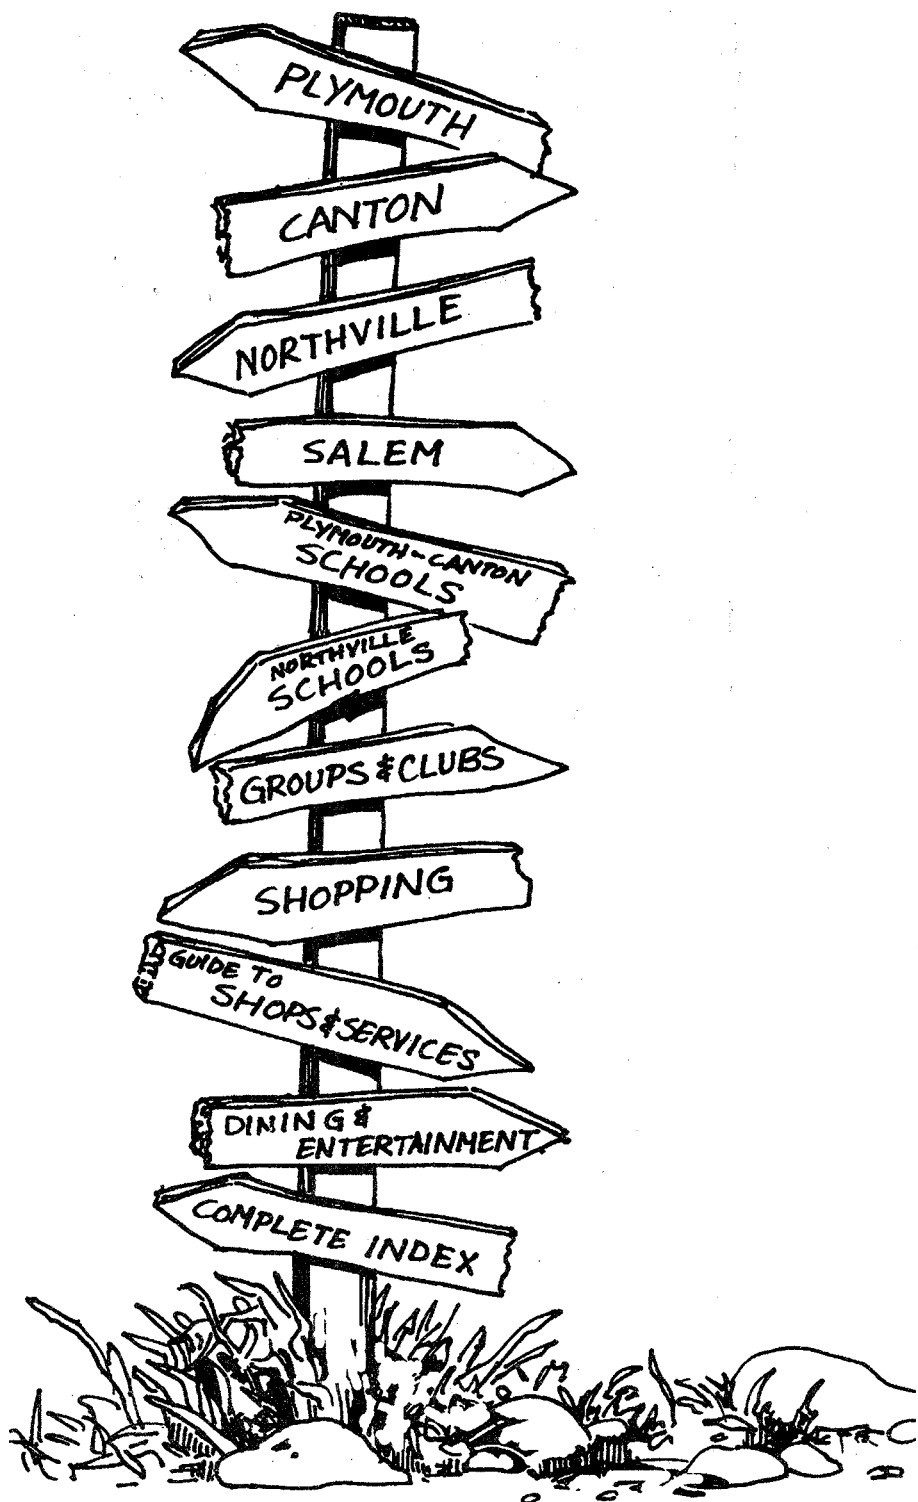 PLYMOUTH
CANTON
NORTHVILLE
SALEM
PLYMOUTH-CANTON
SCHOOLS
NORTHVILLE
SCHOOLS
GROUPS & CLUBS
SHOPPING
GUIDE TO
SHOPS & SERVICES
DINING &
ENTERTAINMENT
COMPLETE INDEX